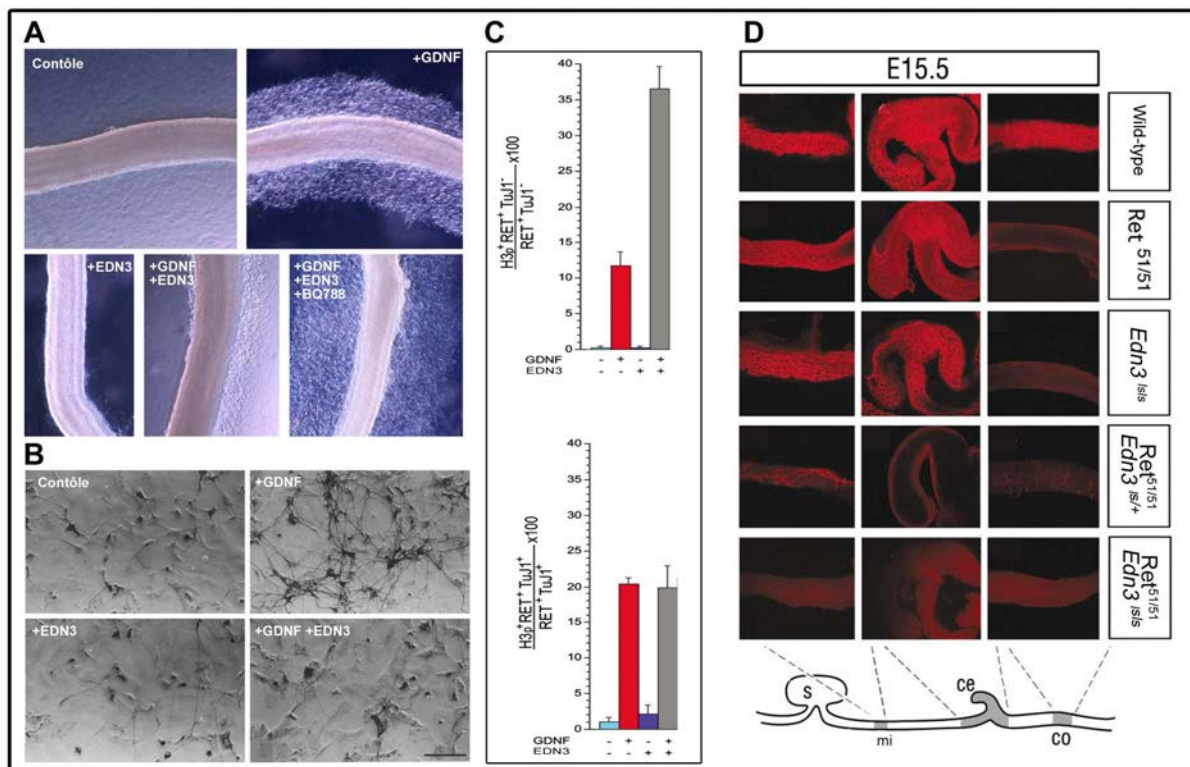 A
Contôle
+GDNF
+EDN3
+GDNF
+EDN3
+GDNF
+EDN3
+BQ788
B
Contôle
+GDNF
+EDN3
+GDNF +EDN3
C
40
35
30
25
20
15
10
5
0
H3p⁺RET⁺ TuJ1⁻
RET⁺ TuJ1⁻
x100
GDNF - + - +
EDN3 - - + +
40
35
30
25
20
15
10
5
0
H3p⁺RET⁺ TuJ1⁺
RET⁺ TuJ1⁺
x100
GDNF - + - +
EDN3 - - + +
D
E15.5
Wild-type
Ret 51/51
Edn3 ls/ls
Ret51/51
Edn3 ls/+
Ret51/51
Edn3 ls/ls
s
mi
ce
co